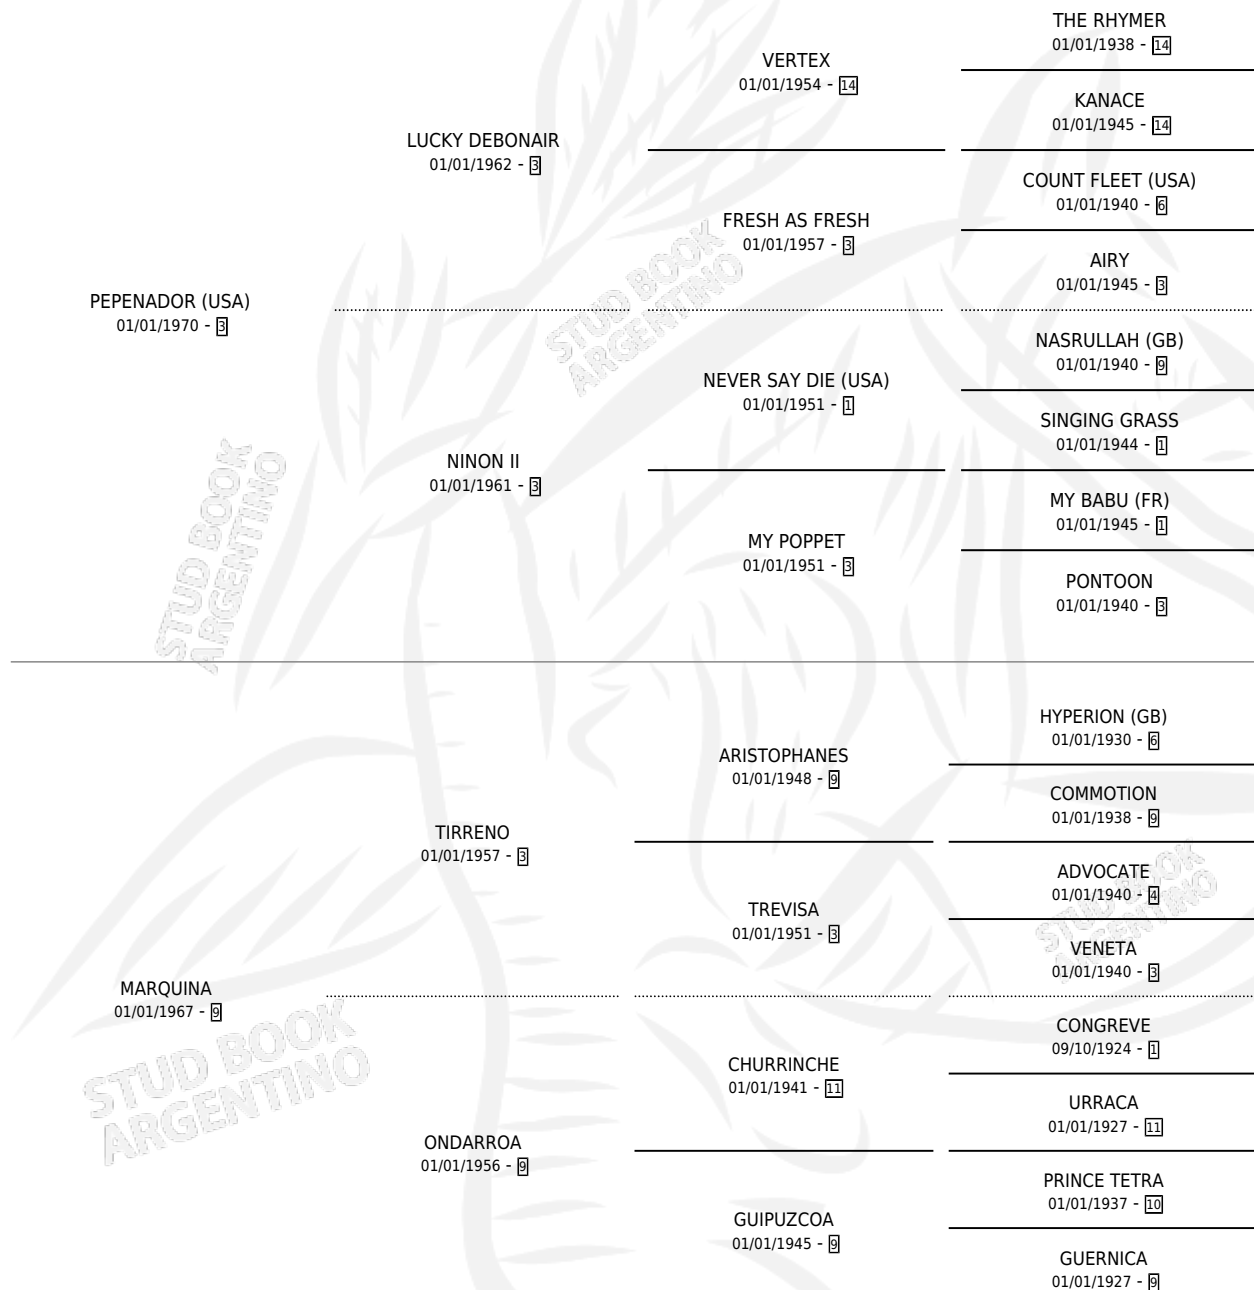 THE RHYMER
01/01/1938 - 14
VERTEX
01/01/1954 - 14
KANACE
01/01/1945 - 14
LUCKY DEBONAIR
01/01/1962 - 3
COUNT FLEET (USA)
01/01/1940 - 6
FRESH AS FRESH
01/01/1957 - 3
AIRY
01/01/1945 - 3
PEPENADOR (USA)
01/01/1970 - 3
NASRULLAH (GB)
01/01/1940 - 9
NEVER SAY DIE (USA)
01/01/1951 - 1
SINGING GRASS
01/01/1944 - 1
NINON II
01/01/1961 - 3
MY BABU (FR)
01/01/1945 - 1
MY POPPET
01/01/1951 - 3
PONTOON
01/01/1940 - 3
HYPERION (GB)
01/01/1930 - 6
ARISTOPHANES
01/01/1948 - 9
COMMOTION
01/01/1938 - 9
TIRRENO
01/01/1957 - 3
ADVOCATE
01/01/1940 - 4
TREVISA
01/01/1951 - 3
VENETA
01/01/1940 - 3
MARQUINA
01/01/1967 - 9
CONGREVE
09/10/1924 - 1
CHURRINCHE
01/01/1941 - 11
URRACA
01/01/1927 - 11
ONDARROA
01/01/1956 - 9
PRINCE TETRA
01/01/1937 - 10
GUIPUZCOA
01/01/1945 - 9
GUERNICA
01/01/1927 - 9
STUD BOOK
ARGENTINO
STUD BOOK
ARGENTINO
STUD BOOK
ARGENTINO
STUD BOOK
ARGENTINO